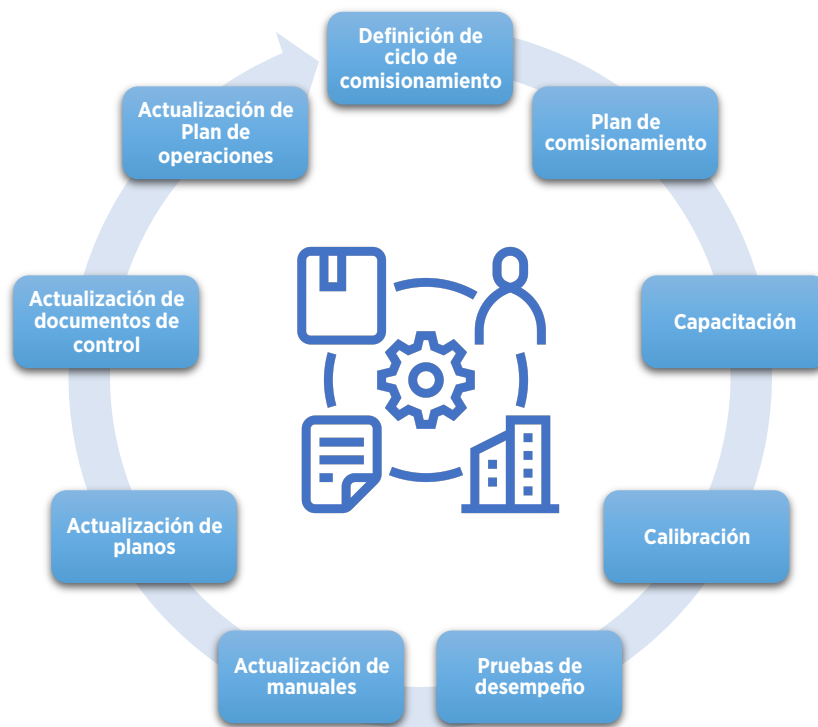 Definición de
ciclo de
comisionamiento
Plan de
comisionamiento
Capacitación
Calibración
Pruebas de
desempeño
Actualización de
manuales
Actualización de
planos
Actualización de
documentos de
control
Actualización de
Plan de
operaciones